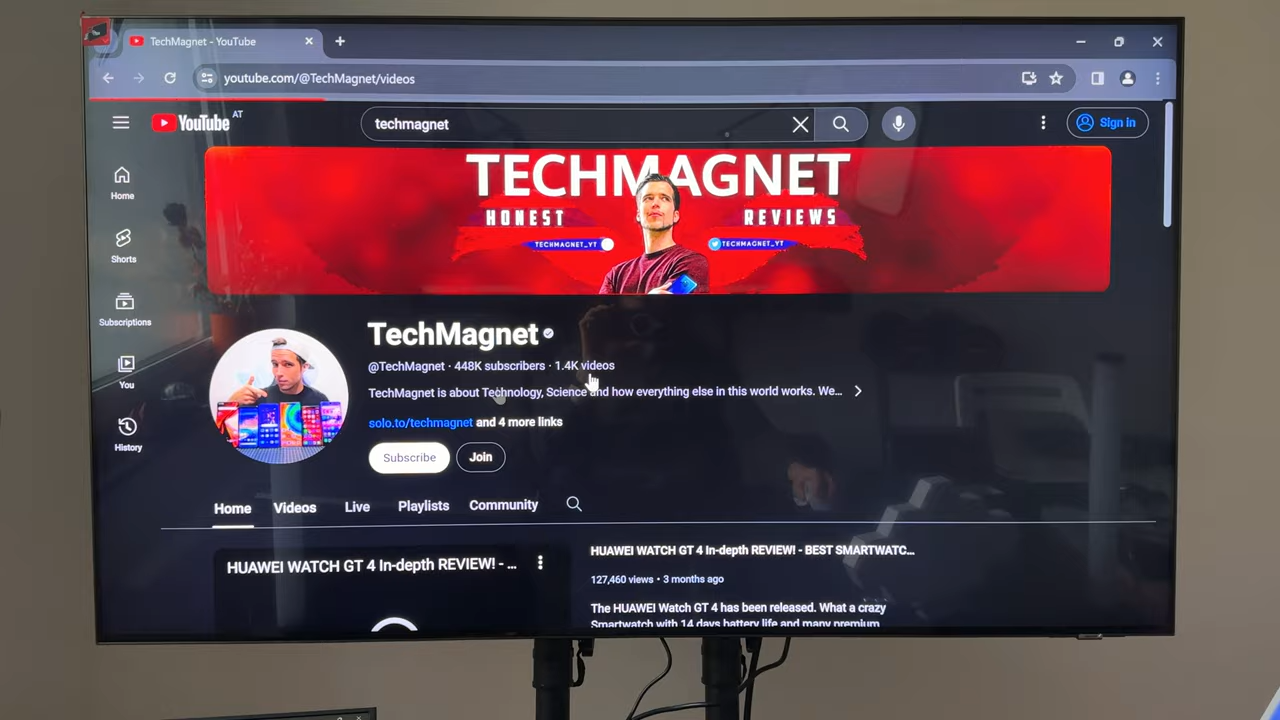 TechMagnet - YouTube
youtube.com/@TechMagnet/videos
YouTube AT
techmagnet
Sign in
Home
Shorts
Subscriptions
You
History
TECHMAGNET
HONEST REVIEWS
TECHMAGNET_YT
TECHMAGNET_YT
TechMagnet
@TechMagnet · 448K subscribers · 1.4K videos
TechMagnet is about Technology, Science and how everything else in this world works. We...
solo.to/techmagnet and 4 more links
Subscribe
Join
Home Videos Live Playlists Community
HUAWEI WATCH GT 4 In-depth REVIEW! - ...
HUAWEI WATCH GT 4 In-depth REVIEW! - BEST SMARTWATC...
127,460 views • 3 months ago
The HUAWEI Watch GT 4 has been released. What a crazy
Smartwatch with 14 days battery life and many premium